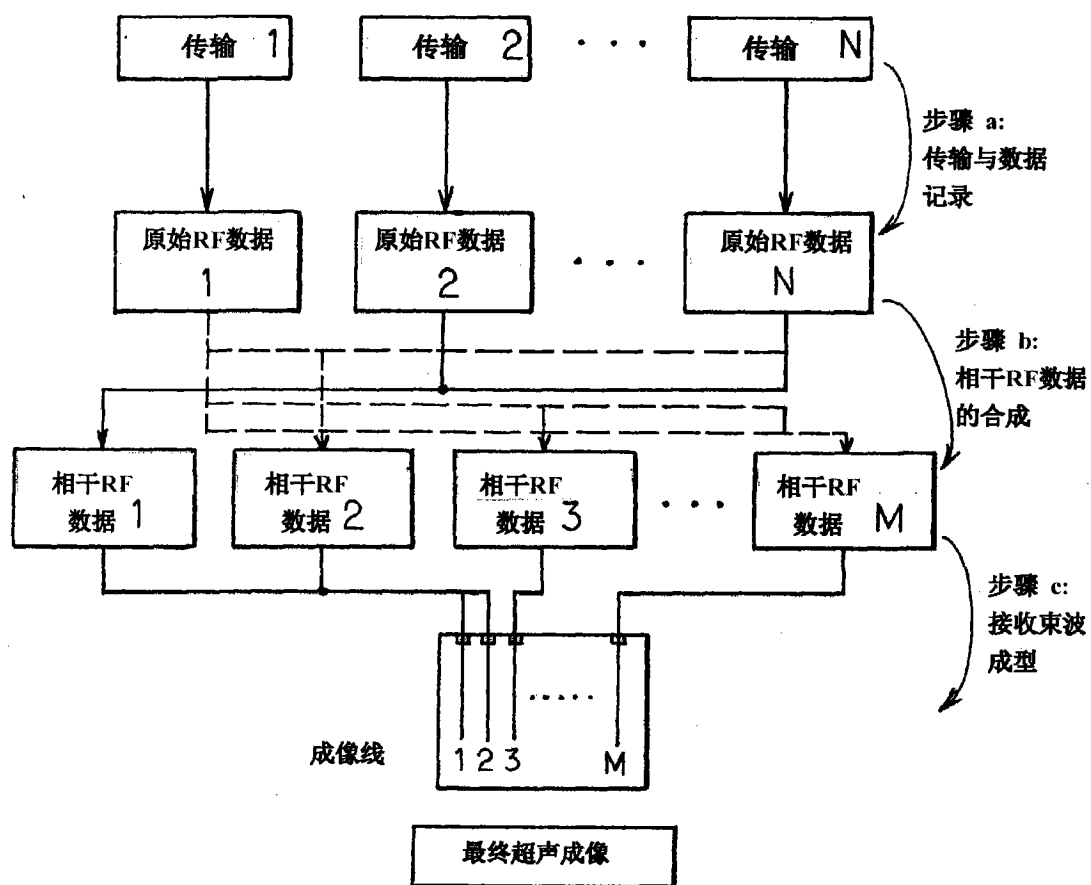 传输 1
传输 2
· · ·
传输 N
步骤 a:
传输与数据
记录
原始RF数据
1
原始RF数据
2
· · ·
原始RF数据
N
步骤 b:
相干RF数据
的合成
相干RF
数据 1
相干RF
数据 2
相干RF
数据 3
· · · ·
相干RF
数据 M
步骤 c:
接收束波
成型
·····
成像线
1 2 3 M
最终超声成像